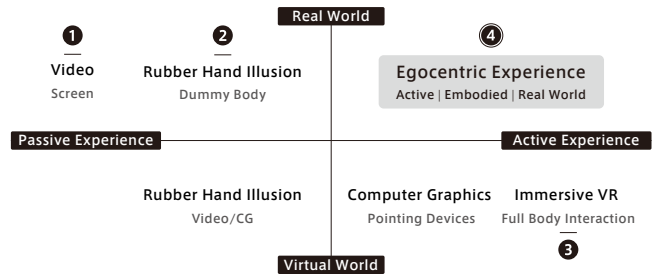 Real World
1
2
4
Video
Screen
Rubber Hand Illusion
Dummy Body
Egocentric Experience
Active | Embodied | Real World
Passive Experience
Active Experience
Rubber Hand Illusion
Video/CG
Computer Graphics
Pointing Devices
Immersive VR
Full Body Interaction
3
Virtual World